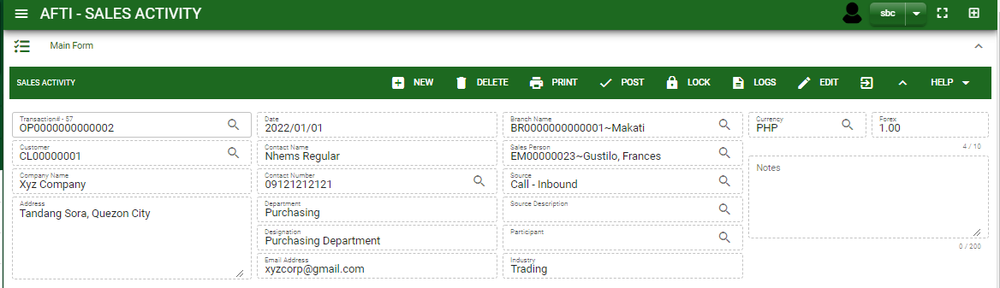 AFTI - SALES ACTIVITY
sbc
Main Form
SALES ACTIVITY
NEW
DELETE
PRINT
POST
LOCK
LOGS
EDIT
HELP
Transaction# - 57
OP0000000000002
Date
2022/01/01
Branch Name
BR0000000000001~Makati
Currency
PHP
Forex
1.00
4 / 10
Customer
CL00000001
Contact Name
Nhems Regular
Sales Person
EM00000023~Gustilo, Frances
Notes
Company Name
Xyz Company
Contact Number
09121212121
Source
Call - Inbound
Address
Tandang Sora, Quezon City
Department
Purchasing
Source Description
Designation
Purchasing Department
Participant
0 / 200
Email Address
xyzcorp@gmail.com
Industry
Trading